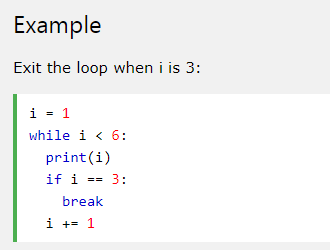 Example
Exit the loop when i is 3:
i = 1
while i < 6:
  print(i)
  if i == 3:
    break
  i += 1